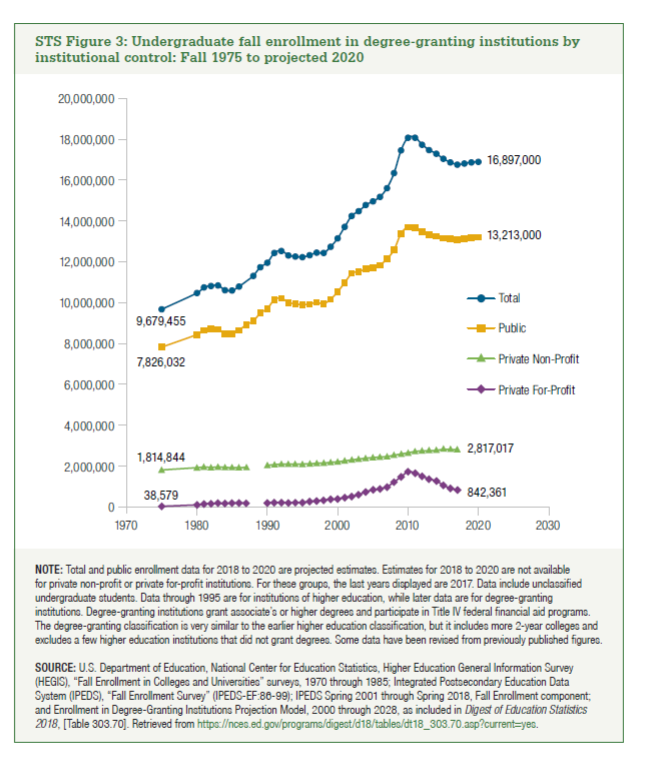 STS Figure 3: Undergraduate fall enrollment in degree-granting institutions by
institutional control: Fall 1975 to projected 2020
20,000,000
18,000,000
16,000,000
14,000,000
12,000,000
10,000,000
8,000,000
6,000,000
4,000,000
2,000,000
0
16,897,000
13,213,000
9,679,455
7,826,032
Total
Public
Private Non-Profit
Private For-Profit
1,814,844
2,817,017
38,579
842,361
1970
1980
1990
2000
2010
2020
2030
NOTE: Total and public enrollment data for 2018 to 2020 are projected estimates. Estimates for 2018 to 2020 are not available
for private non-profit or private for-profit institutions. For these groups, the last years displayed are 2017. Data include unclassified
undergraduate students. Data through 1995 are for institutions of higher education, while later data are for degree-granting
institutions. Degree-granting institutions grant associate's or higher degrees and participate in Title IV federal financial aid programs.
The degree-granting classification is very similar to the earlier higher education classification, but it includes more 2-year colleges and
excludes a few higher education institutions that did not grant degrees. Some data have been revised from previously published figures.
SOURCE: U.S. Department of Education, National Center for Education Statistics, Higher Education General Information Survey
(HEGIS), "Fall Enrollment in Colleges and Universities" surveys, 1970 through 1985; Integrated Postsecondary Education Data
System (IPEDS), "Fall Enrollment Survey" (IPEDS-EF:86-99); IPEDS Spring 2001 through Spring 2018, Fall Enrollment component;
and Enrollment in Degree-Granting Institutions Projection Model, 2000 through 2028, as included in Digest of Education Statistics
2018, [Table 303.70]. Retrieved from https://nces.ed.gov/programs/digest/d18/tables/dt18_303.70.asp?current=yes.